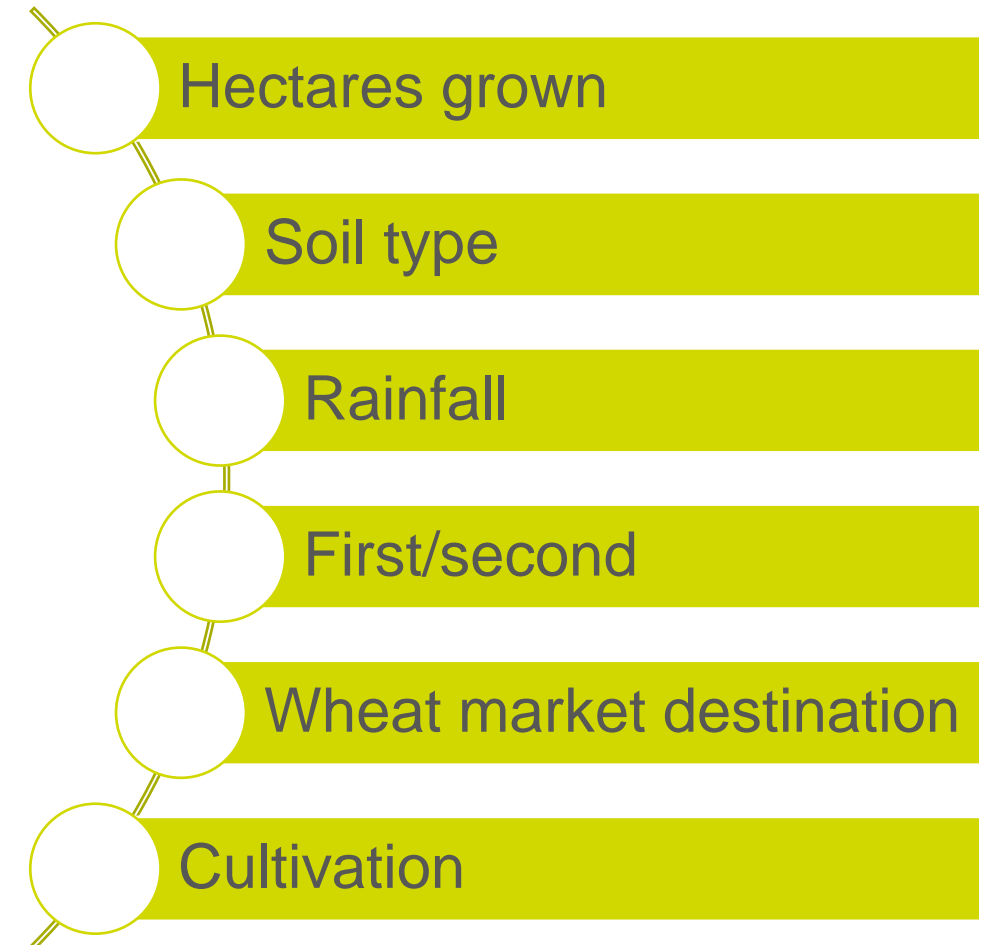 Hectares grown
Soil type
Rainfall
First/second
Wheat market destination
Cultivation